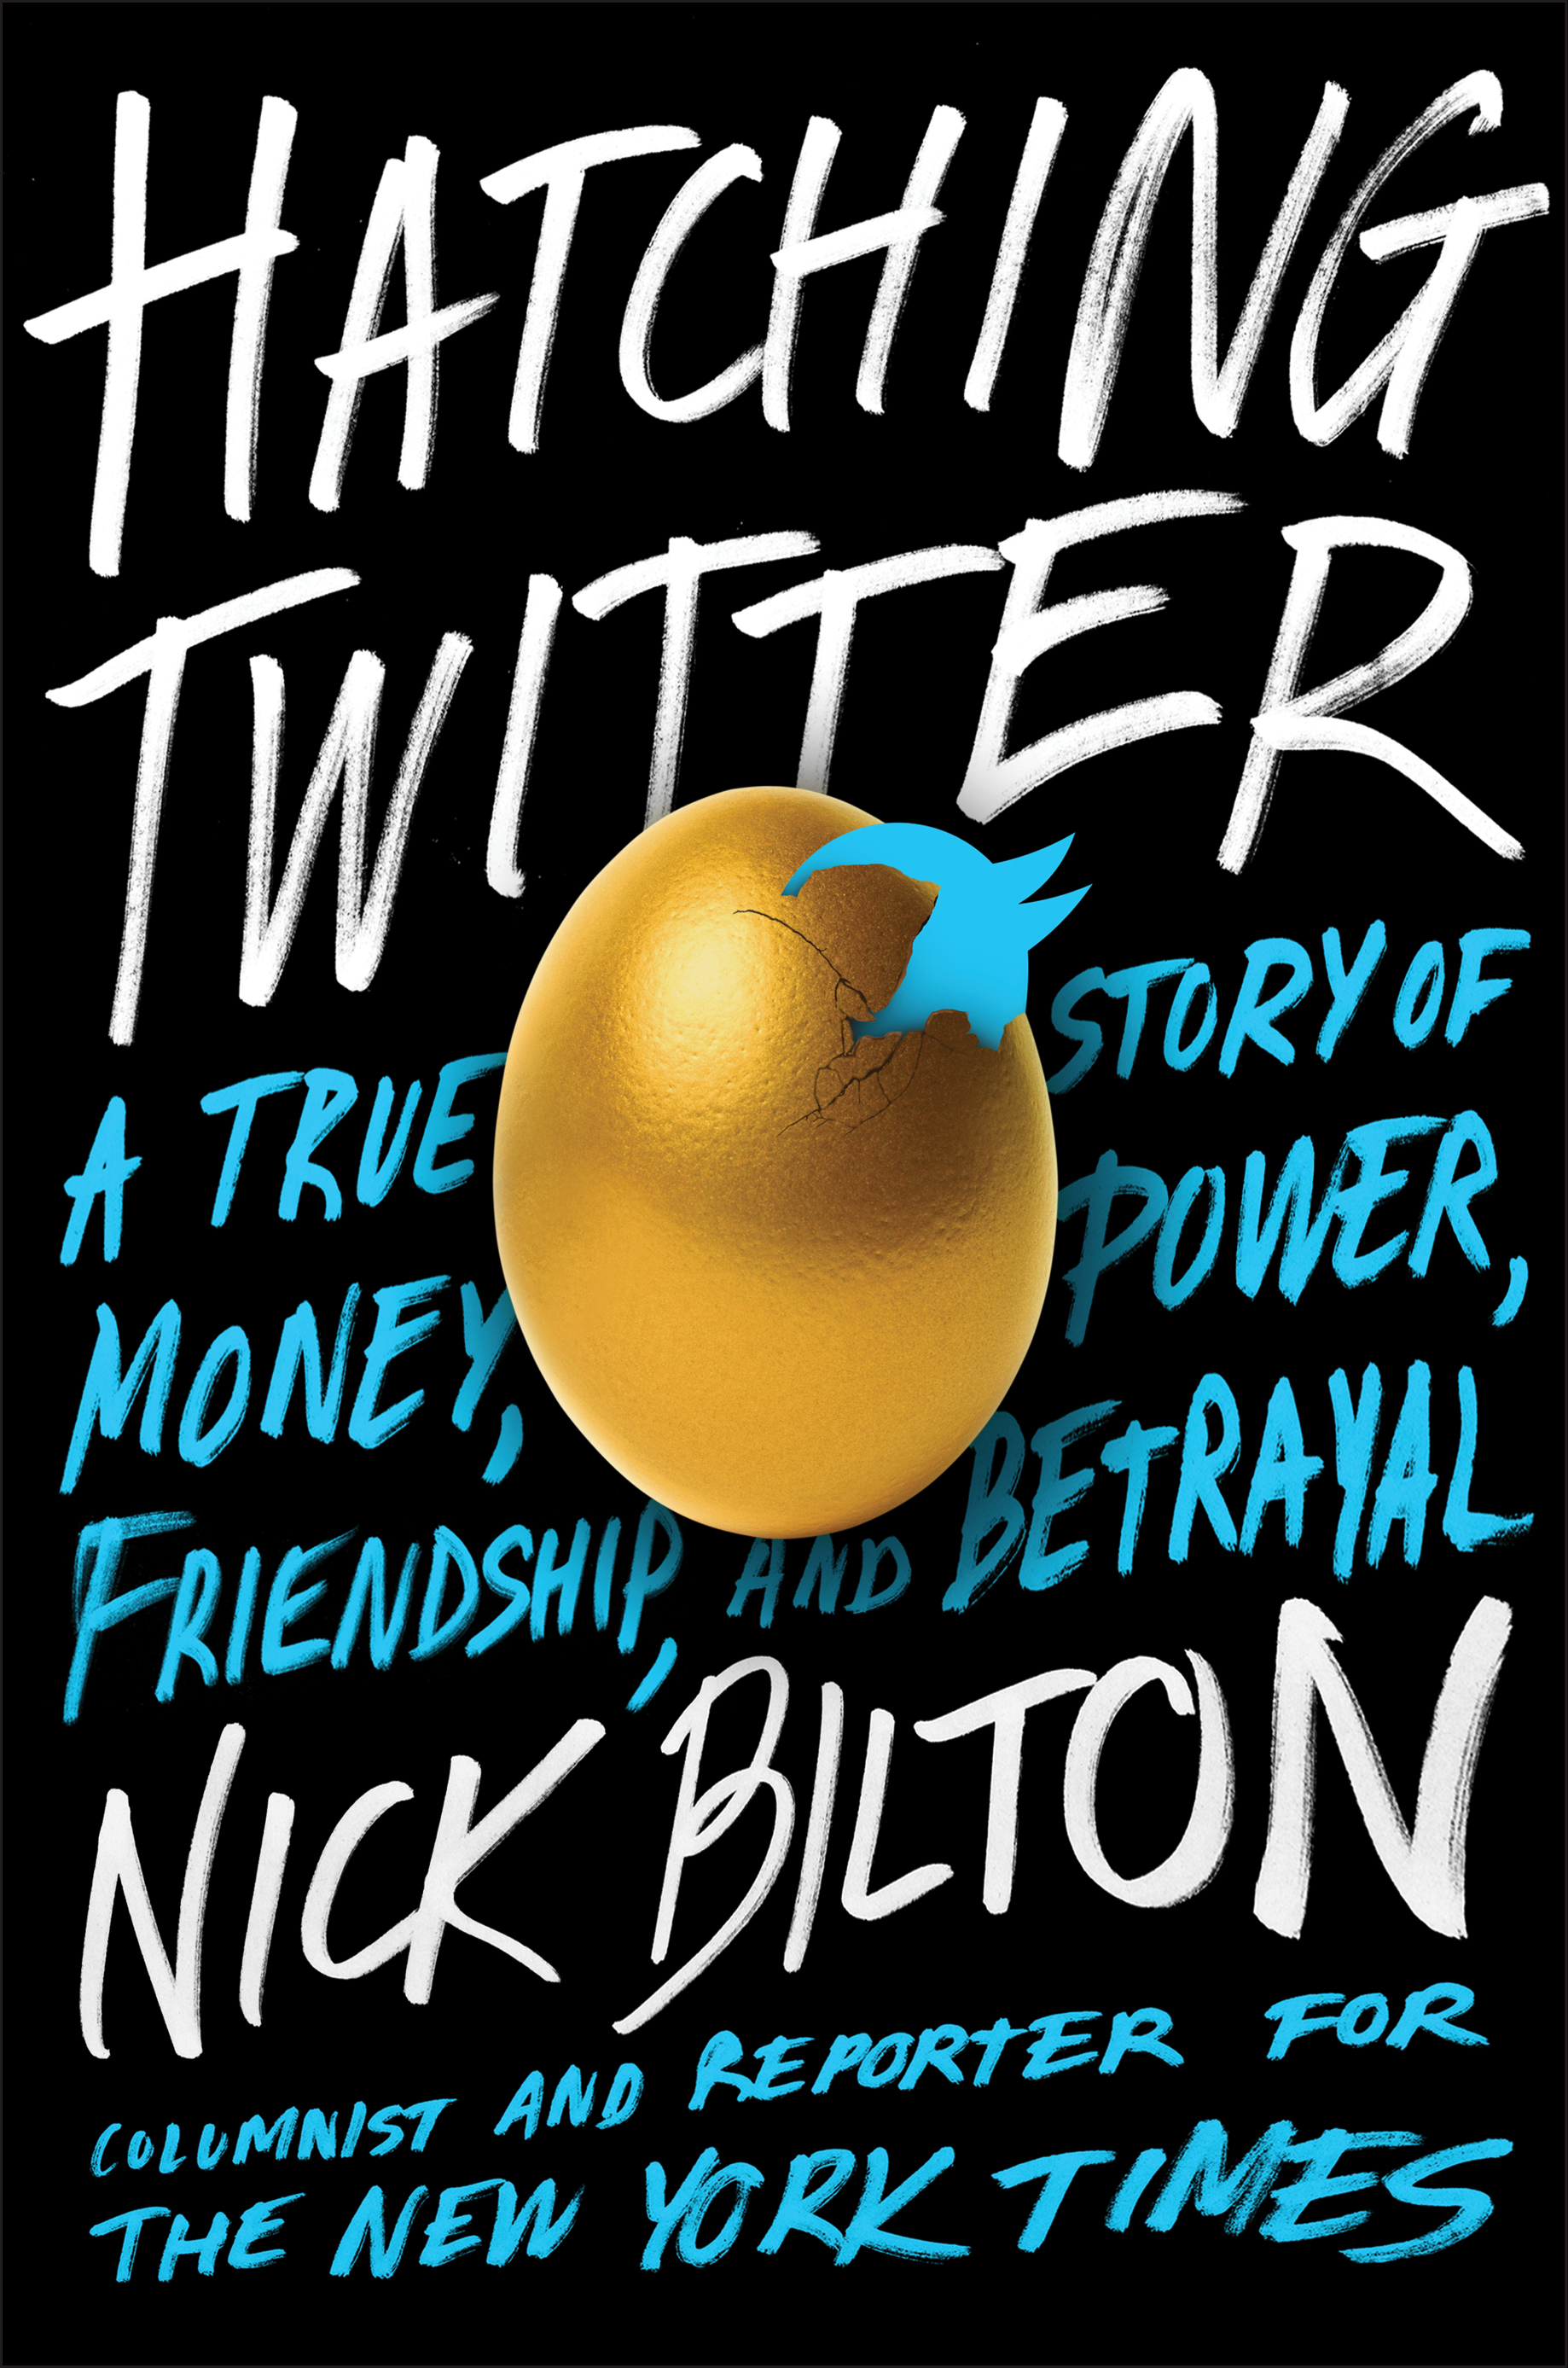 HATCHING
TWITTER
A TRUE STORY OF
MONEY, POWER,
FRIENDSHIP, AND BETRAYAL
NICK BILTON
COLUMNIST AND REPORTER FOR
THE NEW YORK TIMES